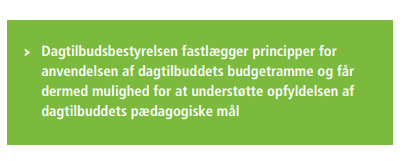 > Dagtilbudsbestyrelsen fastlægger principper for
anvendelsen af dagtilbuddets budgetramme og får
dermed mulighed for at understøtte opfyldelsen af
dagtilbuddets pædagogiske mål